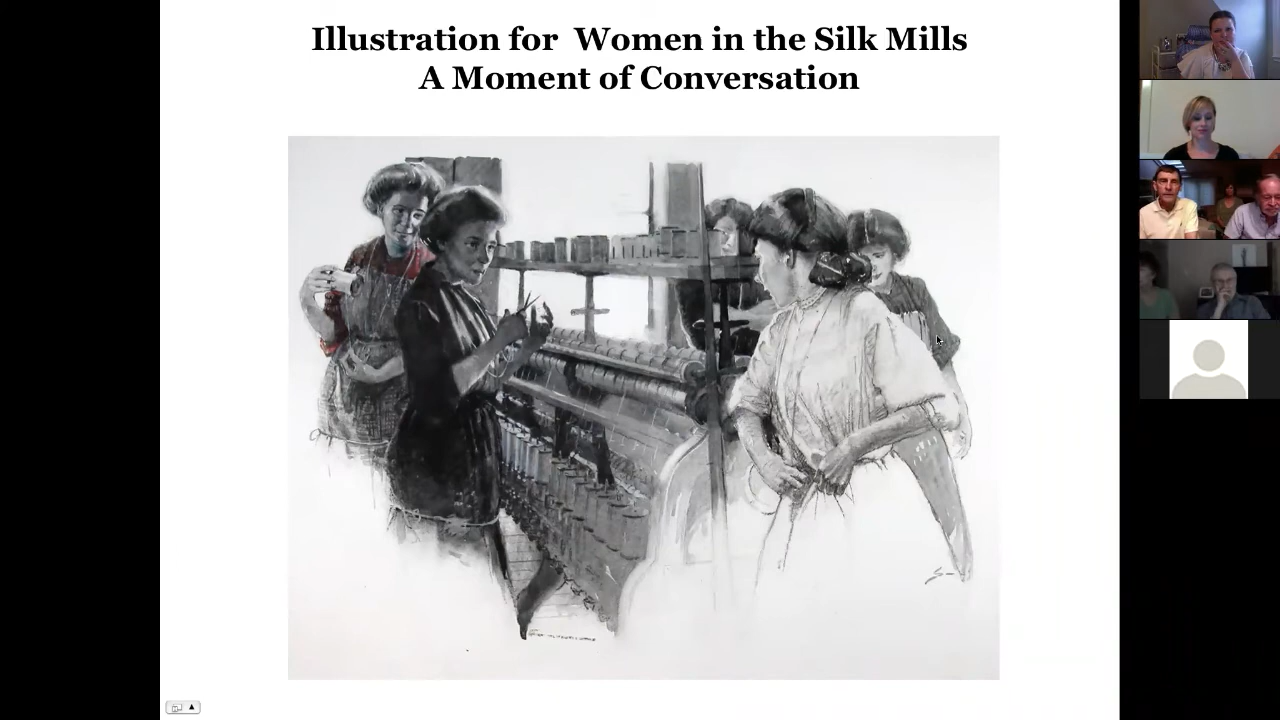 Illustration for  Women in the Silk Mills
A Moment of Conversation